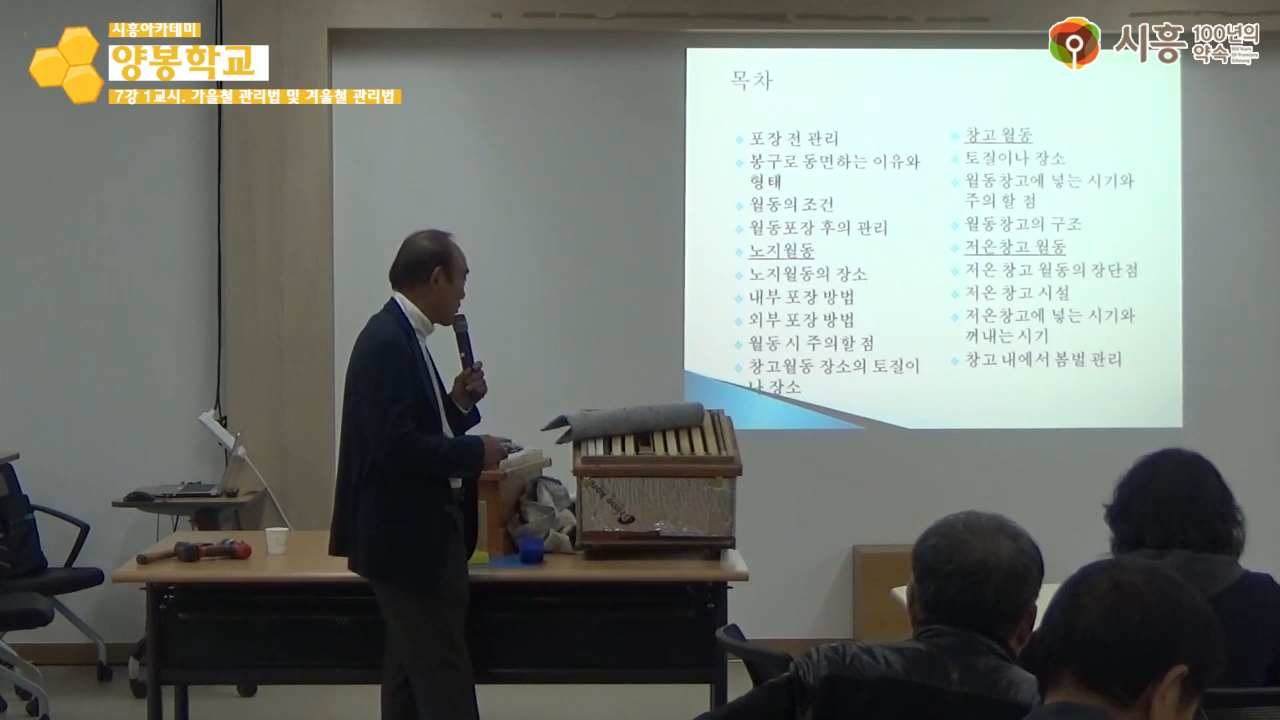 시흥아카데미
양봉학교
7강 1교시. 가을철 관리법 및 겨울철 관리법
시흥
100년의
약속
목차
포장 전 관리
봉구로 동면하는 이유와
형태
월동의 조건
월동포장 후의 관리
노지월동
노지월동의 장소
내부 포장 방법
외부 포장 방법
월동 시 주의할 점
창고월동 장소의 토질이
나 장소
창고 월동
토질이나 장소
월동창고에 넣는 시기와
주의 할 점
월동창고의 구조
저온창고 월동
저온 창고 월동의 장단점
저온 창고 시설
저온창고에 넣는 시기와
꺼내는 시기
창고 내에서 봄벌 관리